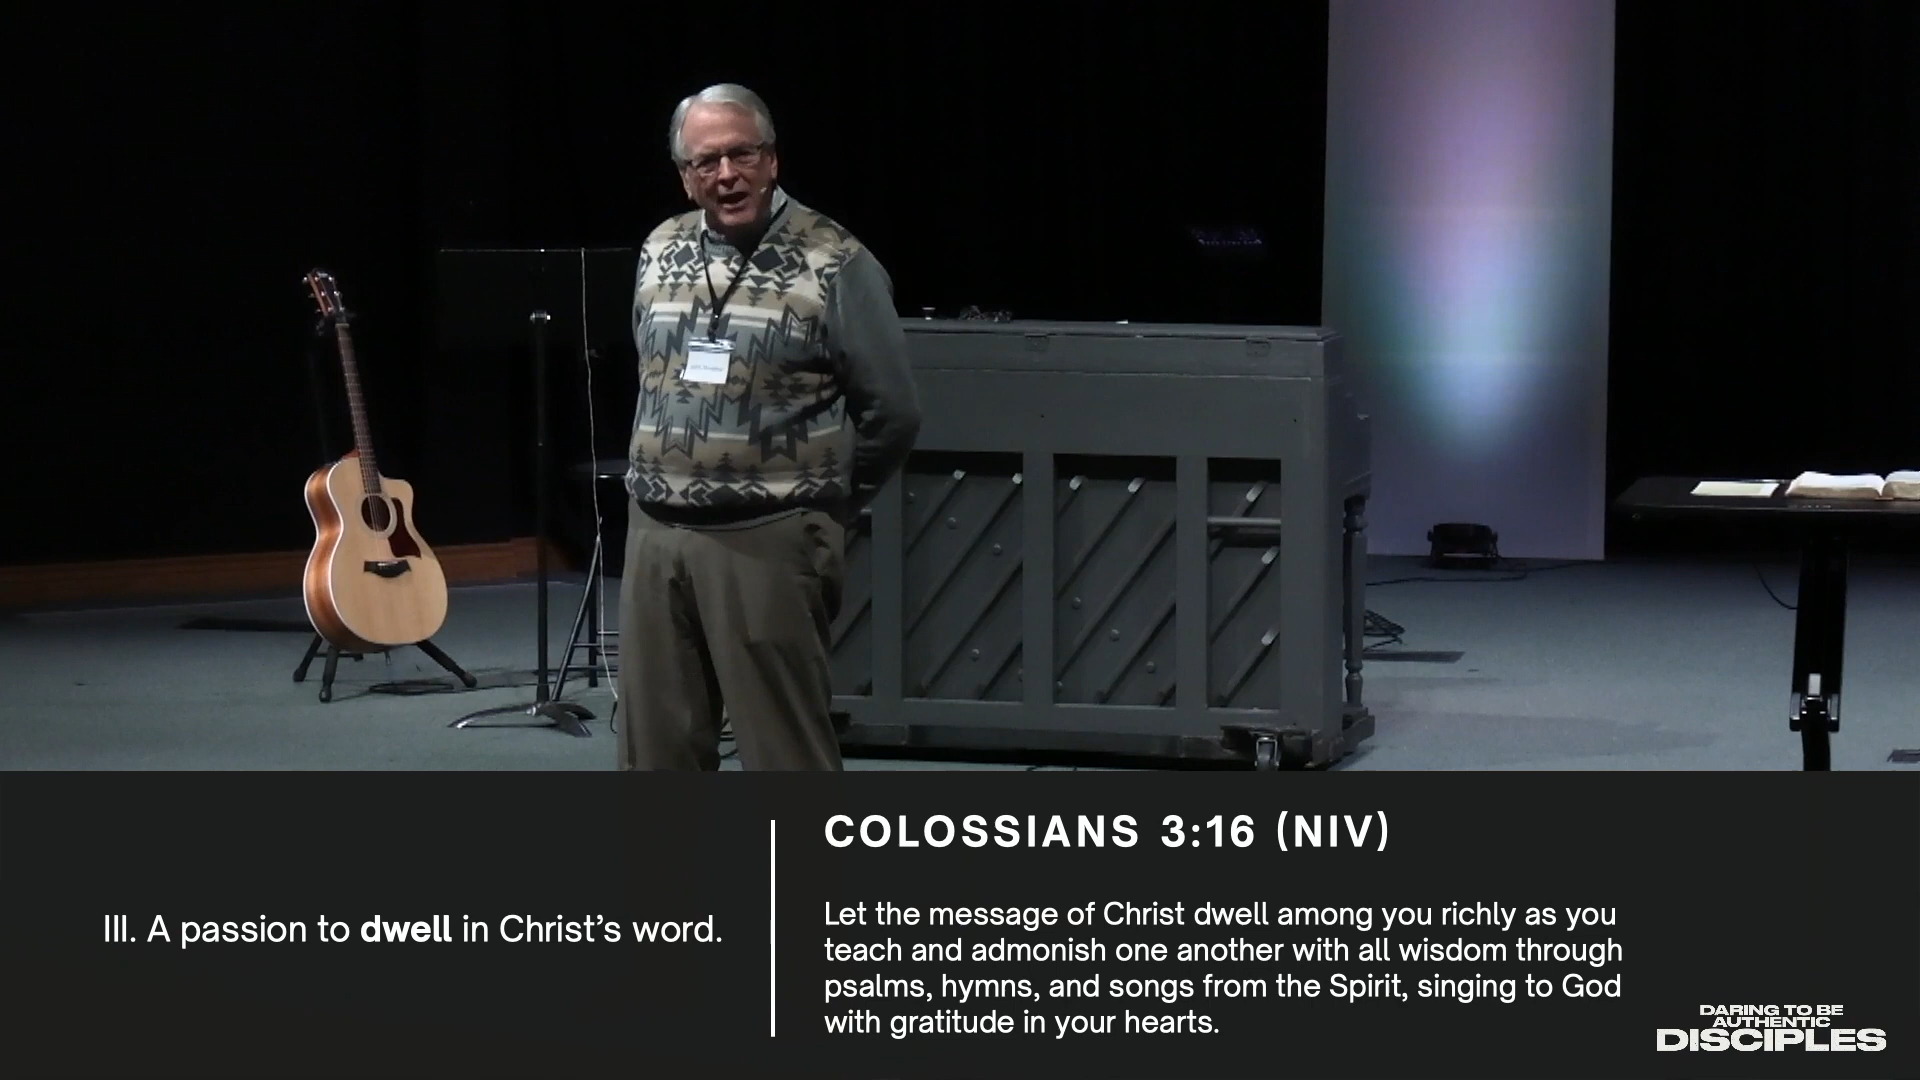 III. A passion to dwell in Christ's word.
COLOSSIANS 3:16 (NIV)
Let the message of Christ dwell among you richly as you
teach and admonish one another with all wisdom through
psalms, hymns, and songs from the Spirit, singing to God
with gratitude in your hearts.
DARING TO BE
AUTHENTIC
DISCIPLES